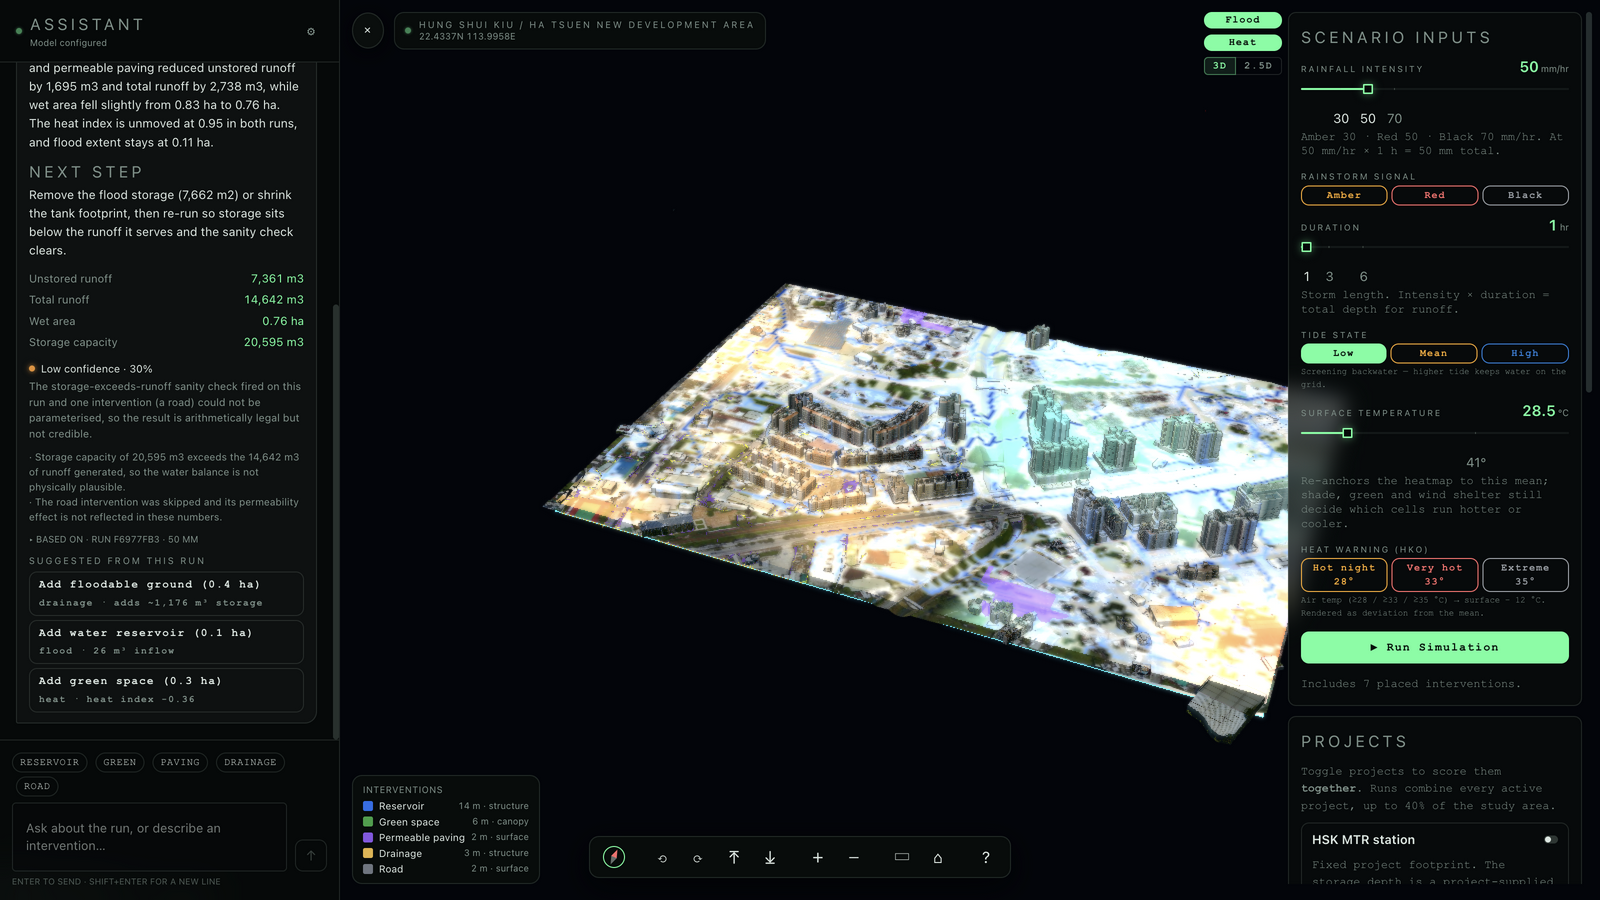 ASSISTANT
Model configured
and permeable paving reduced unstored runoff
by 1,695 m3 and total runoff by 2,738 m3, while
wet area fell slightly from 0.83 ha to 0.76 ha.
The heat index is unmoved at 0.95 in both runs,
and flood extent stays at 0.11 ha.
NEXT STEP
Remove the flood storage (7,662 m2) or shrink
the tank footprint, then re-run so storage sits
below the runoff it serves and the sanity check
clears.
Unstored runoff 7,361 m3
Total runoff 14,642 m3
Wet area 0.76 ha
Storage capacity 20,595 m3
Low confidence · 30%
The storage-exceeds-runoff sanity check fired on this
run and one intervention (a road) could not be
parameterised, so the result is arithmetically legal but
not credible.
· Storage capacity of 20,595 m3 exceeds the 14,642 m3
of runoff generated, so the water balance is not
physically plausible.
· The road intervention was skipped and its permeability
effect is not reflected in these numbers.
▸ BASED ON · RUN F6977FB3 · 50 MM
SUGGESTED FROM THIS RUN
Add floodable ground (0.4 ha)
drainage · adds ~1,176 m³ storage
Add water reservoir (0.1 ha)
flood · 26 m³ inflow
Add green space (0.3 ha)
heat · heat index -0.36
RESERVOIR GREEN PAVING DRAINAGE
ROAD
Ask about the run, or describe an
intervention...
ENTER TO SEND · SHIFT+ENTER FOR A NEW LINE
HUNG SHUI KIU / HA TSUEN NEW DEVELOPMENT AREA
22.4337N 113.9958E
Flood
Heat
3D 2.5D
INTERVENTIONS
Reservoir 14 m · structure
Green space 6 m · canopy
Permeable paving 2 m · surface
Drainage 3 m · structure
Road 2 m · surface
?
SCENARIO INPUTS
RAINFALL INTENSITY 50 mm/hr
30 50 70
Amber 30 · Red 50 · Black 70 mm/hr. At
50 mm/hr × 1 h = 50 mm total.
RAINSTORM SIGNAL
Amber Red Black
DURATION 1 hr
1 3 6
Storm length. Intensity × duration =
total depth for runoff.
TIDE STATE
Low Mean High
Screening backwater — higher tide keeps water on the
grid.
SURFACE TEMPERATURE 28.5 °C
41°
Re-anchors the heatmap to this mean;
shade, green and wind shelter still
decide which cells run hotter or
cooler.
HEAT WARNING (HKO)
Hot night 28° Very hot 33° Extreme 35°
Air temp (≥28 / ≥33 / ≥35 °C) → surface ~ 12 °C.
Rendered as deviation from the mean.
▶ Run Simulation
Includes 7 placed interventions.
PROJECTS
Toggle projects to score them
together. Runs combine every active
project, up to 40% of the study area.
HSK MTR station
Fixed project footprint. The
storage depth is a project-supplied